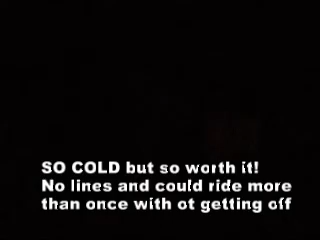 SO COLD but so worth it!
No lines and could ride more
than once with ot getting off